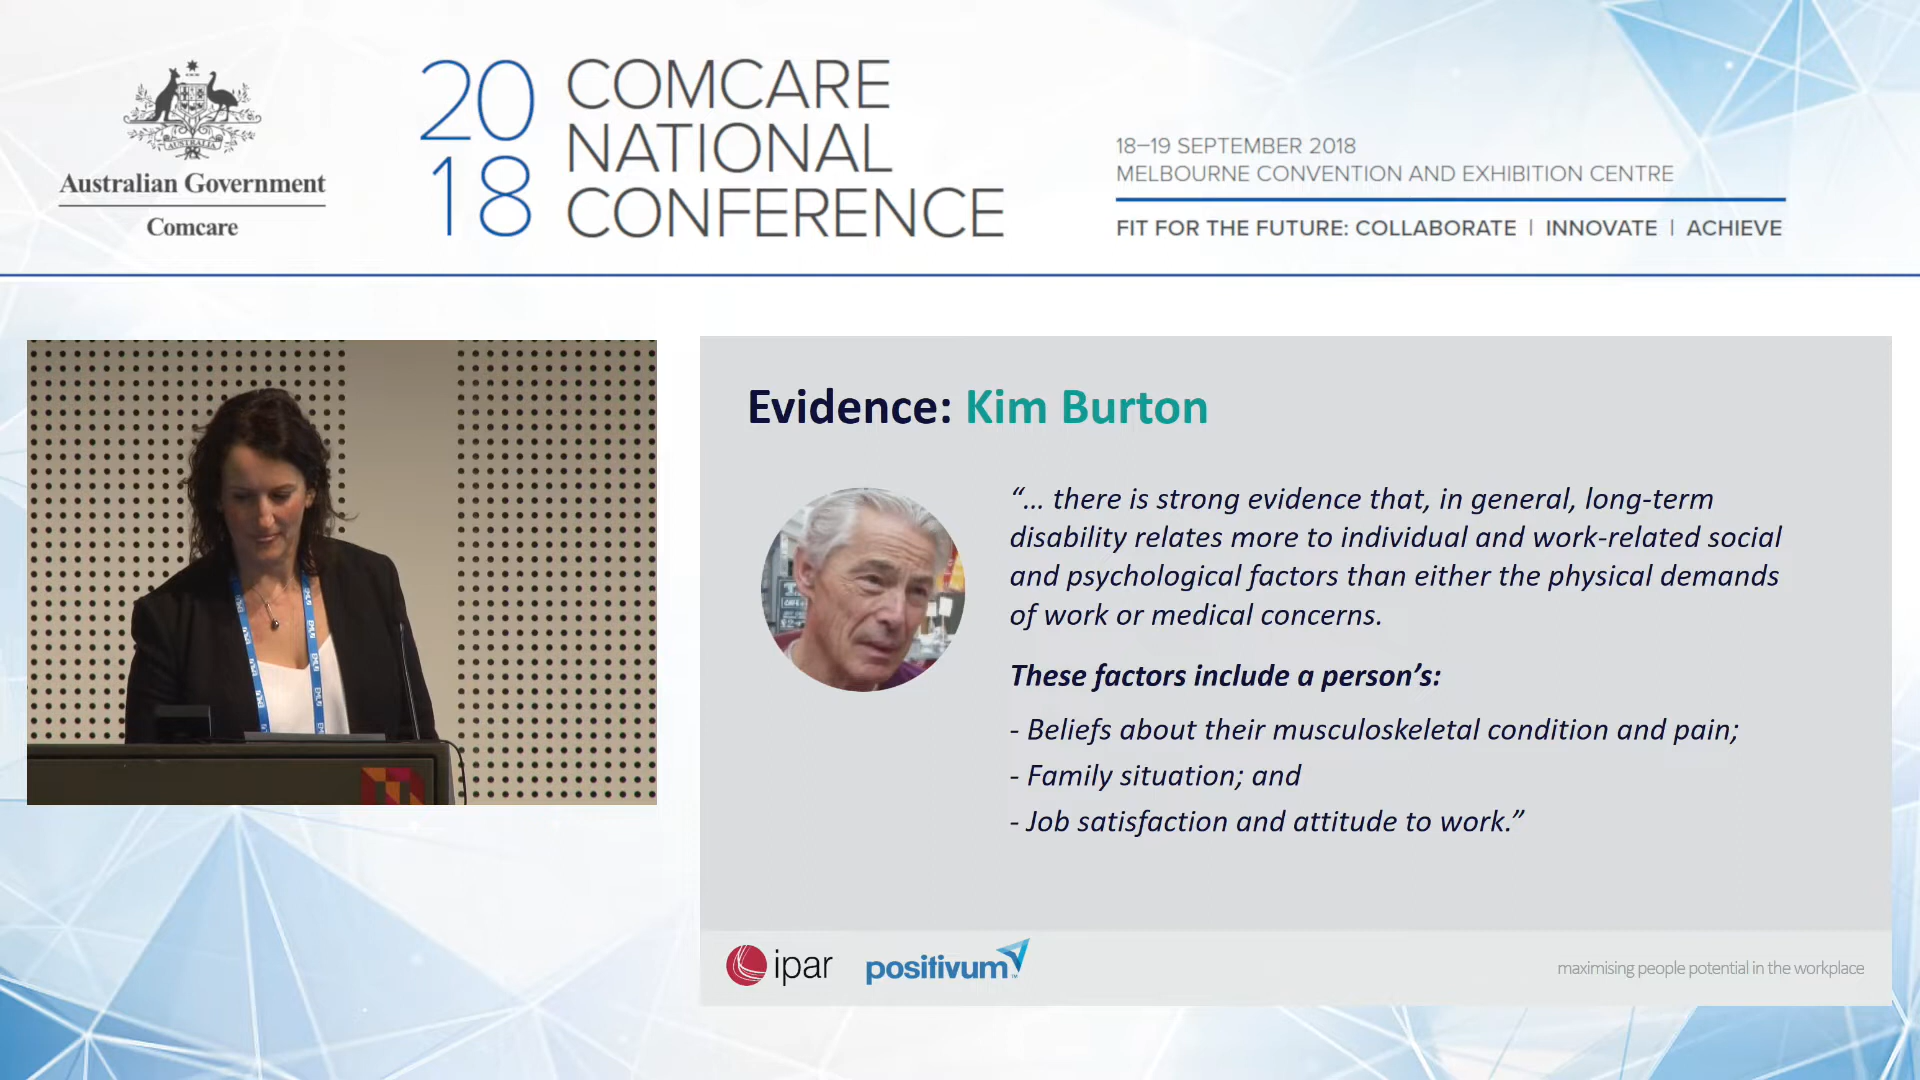 AUSTRALIA
Australian Government
Comcare
20
18
COMCARE
NATIONAL
CONFERENCE
18–19 SEPTEMBER 2018
MELBOURNE CONVENTION AND EXHIBITION CENTRE
FIT FOR THE FUTURE: COLLABORATE | INNOVATE | ACHIEVE
Evidence: Kim Burton
“... there is strong evidence that, in general, long-term
disability relates more to individual and work-related social
and psychological factors than either the physical demands
of work or medical concerns.
These factors include a person’s:
- Beliefs about their musculoskeletal condition and pain;
- Family situation; and
- Job satisfaction and attitude to work.”
ipar
positivum™
maximising people potential in the workplace